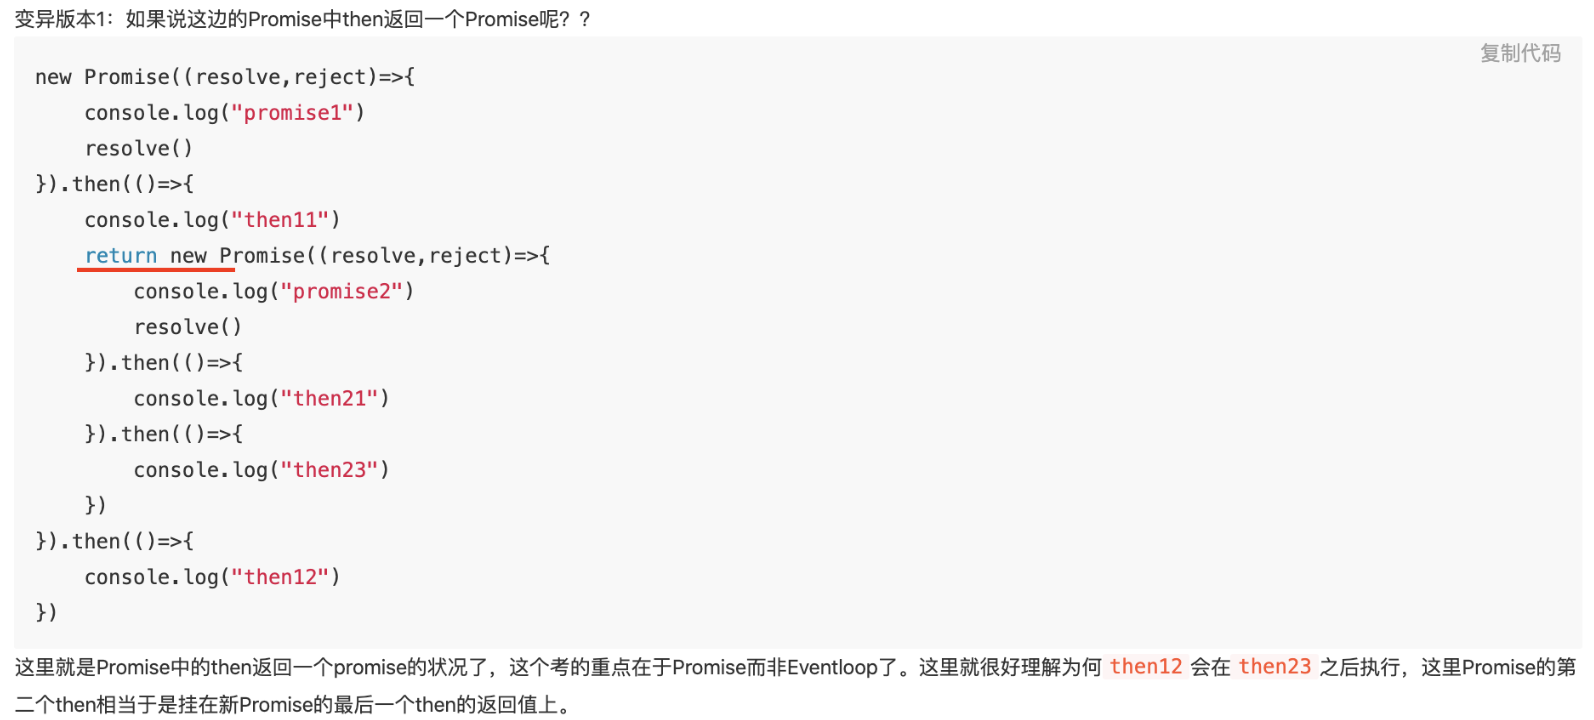 变异版本1：如果说这边的Promise中then返回一个Promise呢？？
复制代码
new Promise((resolve,reject)=>{
    console.log("promise1")
    resolve()
}).then(()=>{
    console.log("then11")
    return new Promise((resolve,reject)=>{
        console.log("promise2")
        resolve()
    }).then(()=>{
        console.log("then21")
    }).then(()=>{
        console.log("then23")
    })
}).then(()=>{
    console.log("then12")
})
这里就是Promise中的then返回一个promise的状况了，这个考的重点在于Promise而非Eventloop了。这里就很好理解为何 then12 会在 then23 之后执行，这里Promise的第
二个then相当于是挂在新Promise的最后一个then的返回值上。